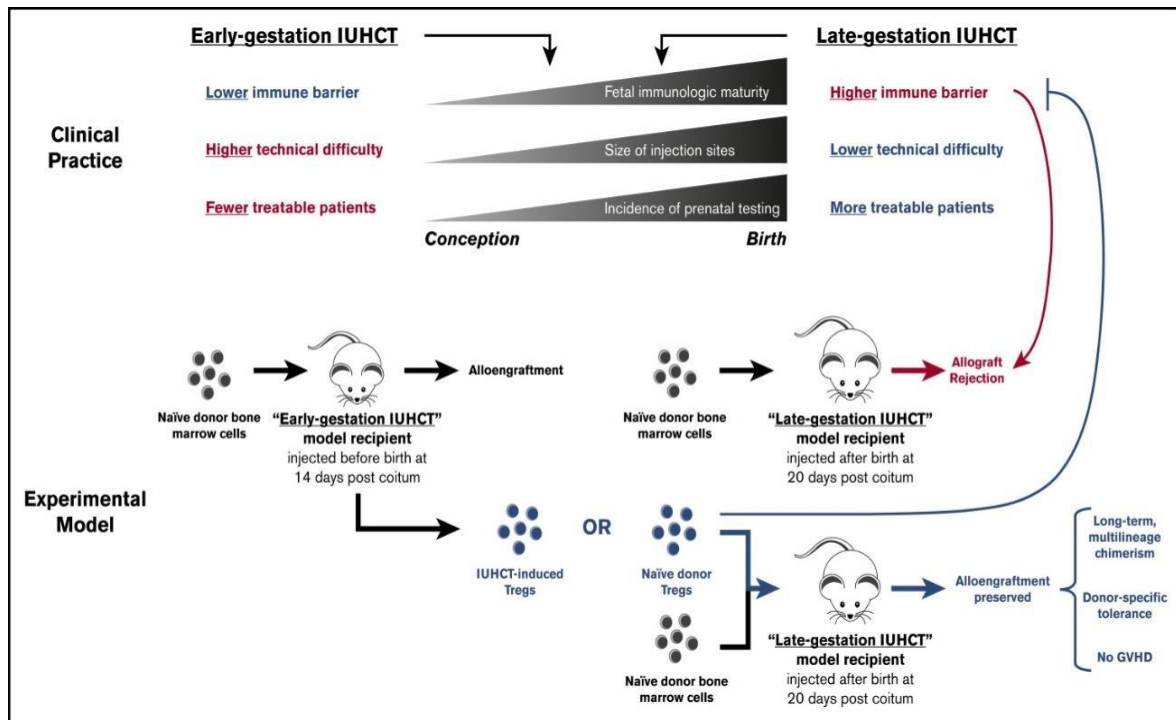 Early-gestation IUHCT
Late-gestation IUHCT
Clinical
Practice
Lower immune barrier
Fetal immunologic maturity
Higher immune barrier
Higher technical difficulty
Size of injection sites
Lower technical difficulty
Fewer treatable patients
Incidence of prenatal testing
More treatable patients
Conception
Birth
Experimental
Model
Naïve donor bone
marrow cells
"Early-gestation IUHCT"
model recipient
injected before birth at
14 days post coitum
Alloengraftment
Naïve donor bone
marrow cells
"Late-gestation IUHCT"
model recipient
injected after birth at
20 days post coitum
Allograft
Rejection
IUHCT-induced
Tregs
OR
Naïve donor
Tregs
Naïve donor bone
marrow cells
"Late-gestation IUHCT"
model recipient
injected after birth at
20 days post coitum
Alloengraftment
preserved
Long-term,
multilineage
chimerism
Donor-specific
tolerance
No GVHD